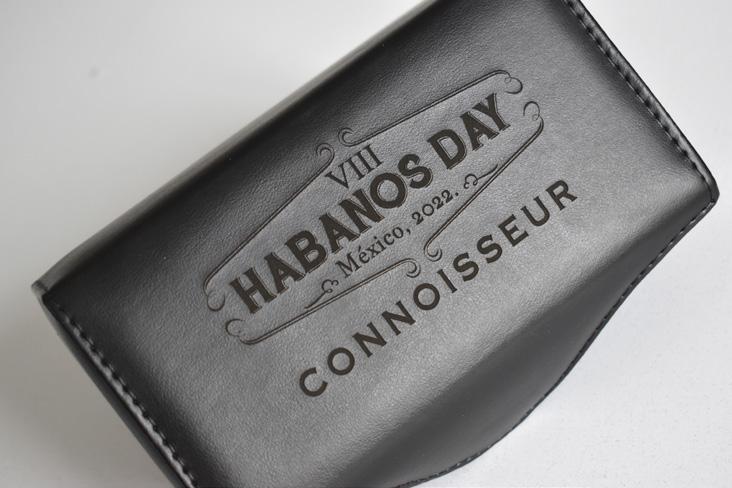 VIII
HABANOS DAY
México, 2022.
CONNOISSEUR